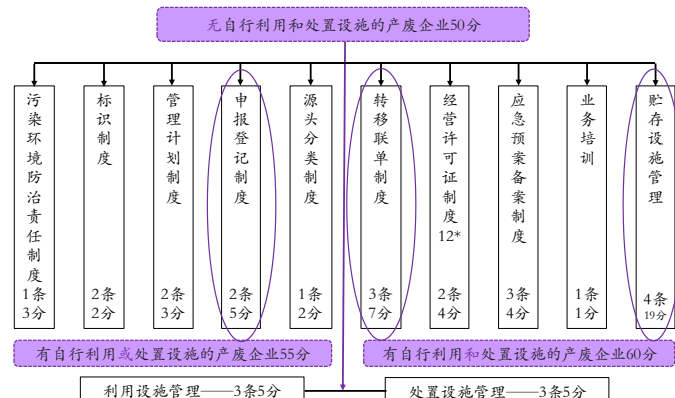 无自行利用和处置设施的产废企业50分
污染环境防治责任制度
1条
3分
标识制度
2条
2分
管理计划制度
2条
3分
申报登记制度
2条
5分
源头分类制度
1条
2分
转移联单制度
3条
7分
经营许可证制度
12*
2条
4分
应急预案备案制度
3条
4分
业务培训
1条
1分
贮存设施管理
4条
19分
有自行利用或处置设施的产废企业55分
有自行利用和处置设施的产废企业60分
利用设施管理——3条5分
处置设施管理——3条5分